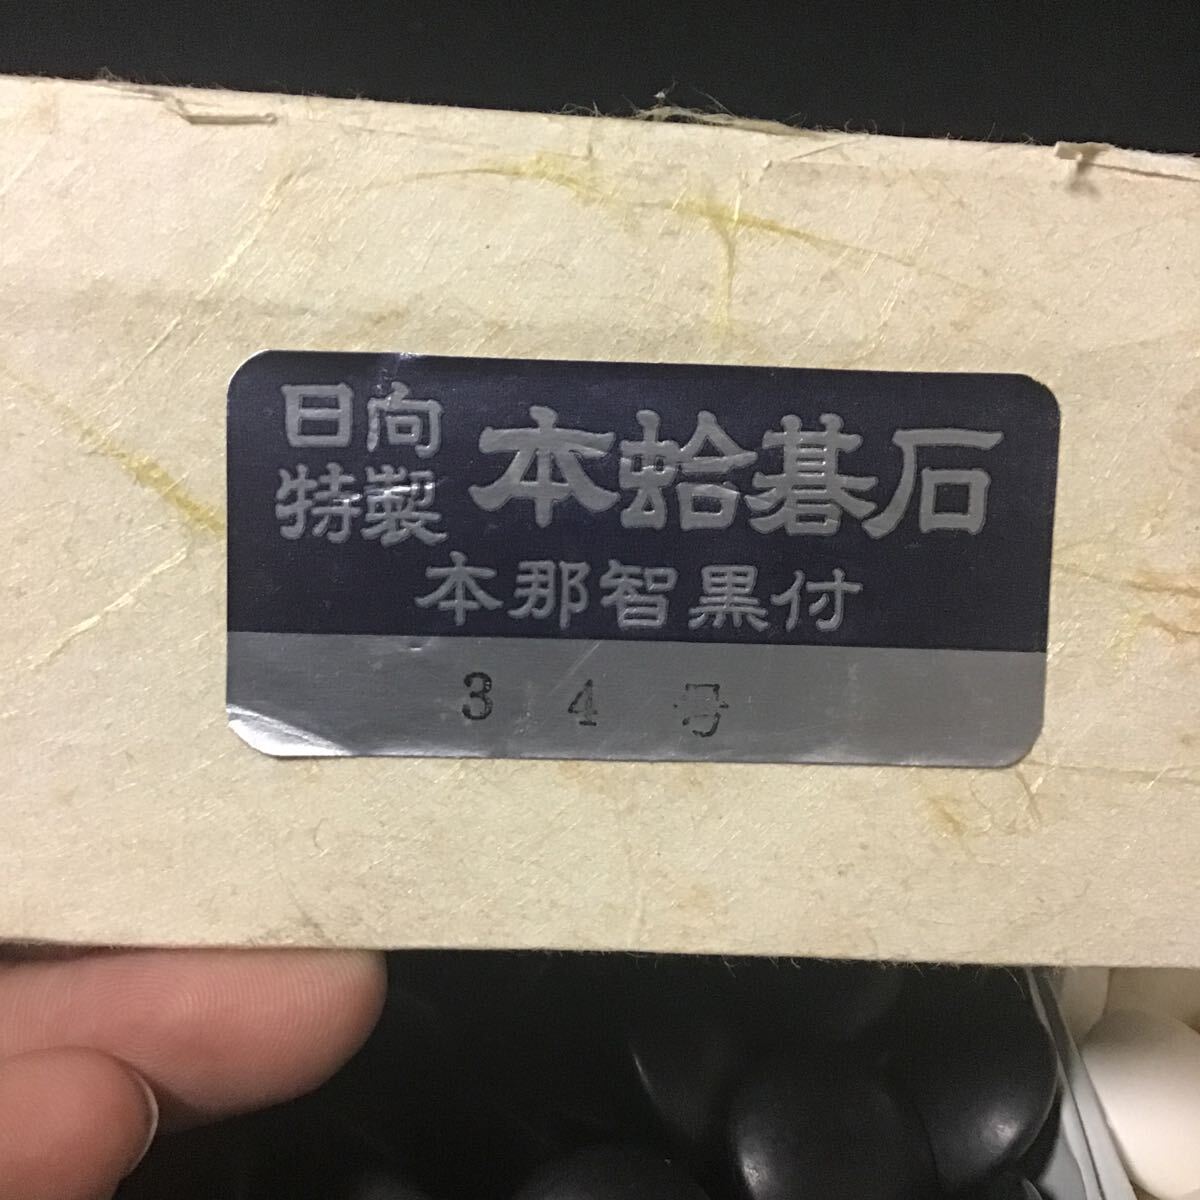 日向
特製
本蛤碁石
本那智黒付
34号